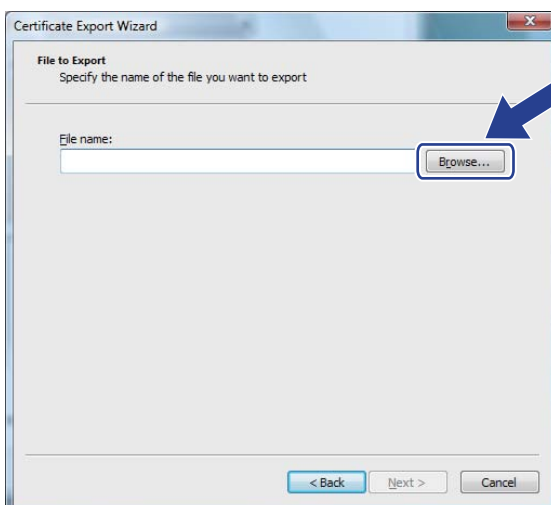 Certificate Export Wizard
File to Export
Specify the name of the file you want to export
File name:
Browse...
< Back
Next >
Cancel